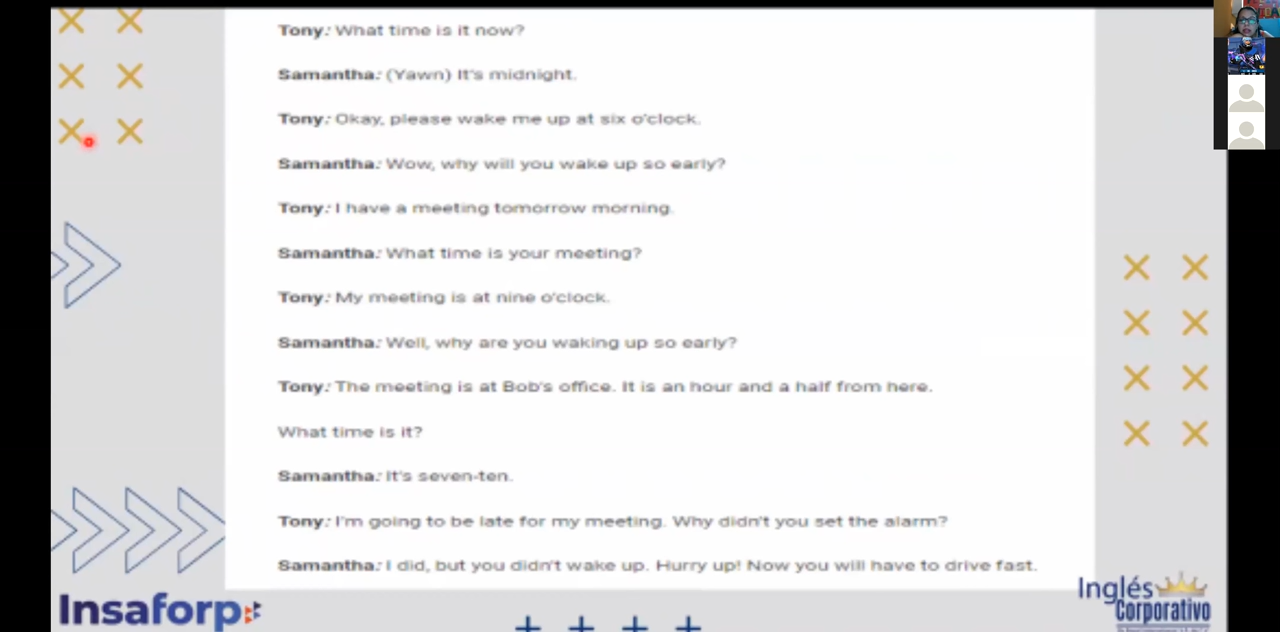 Tony: What time is it now?
Samantha: (Yawn) It's midnight.
Tony: Okay, please wake me up at six o'clock.
Samantha: Wow, why will you wake up so early?
Tony: I have a meeting tomorrow morning.
Samantha: What time is your meeting?
Tony: My meeting is at nine o'clock.
Samantha: Well, why are you waking up so early?
Tony: The meeting is at Bob's office. It is an hour and a half from here.
What time is it?
Samantha: It's seven-ten.
Tony: I'm going to be late for my meeting. Why didn't you set the alarm?
Samantha: I did, but you didn't wake up. Hurry up! Now you will have to drive fast.
Insaforp
Inglés
Corporativo